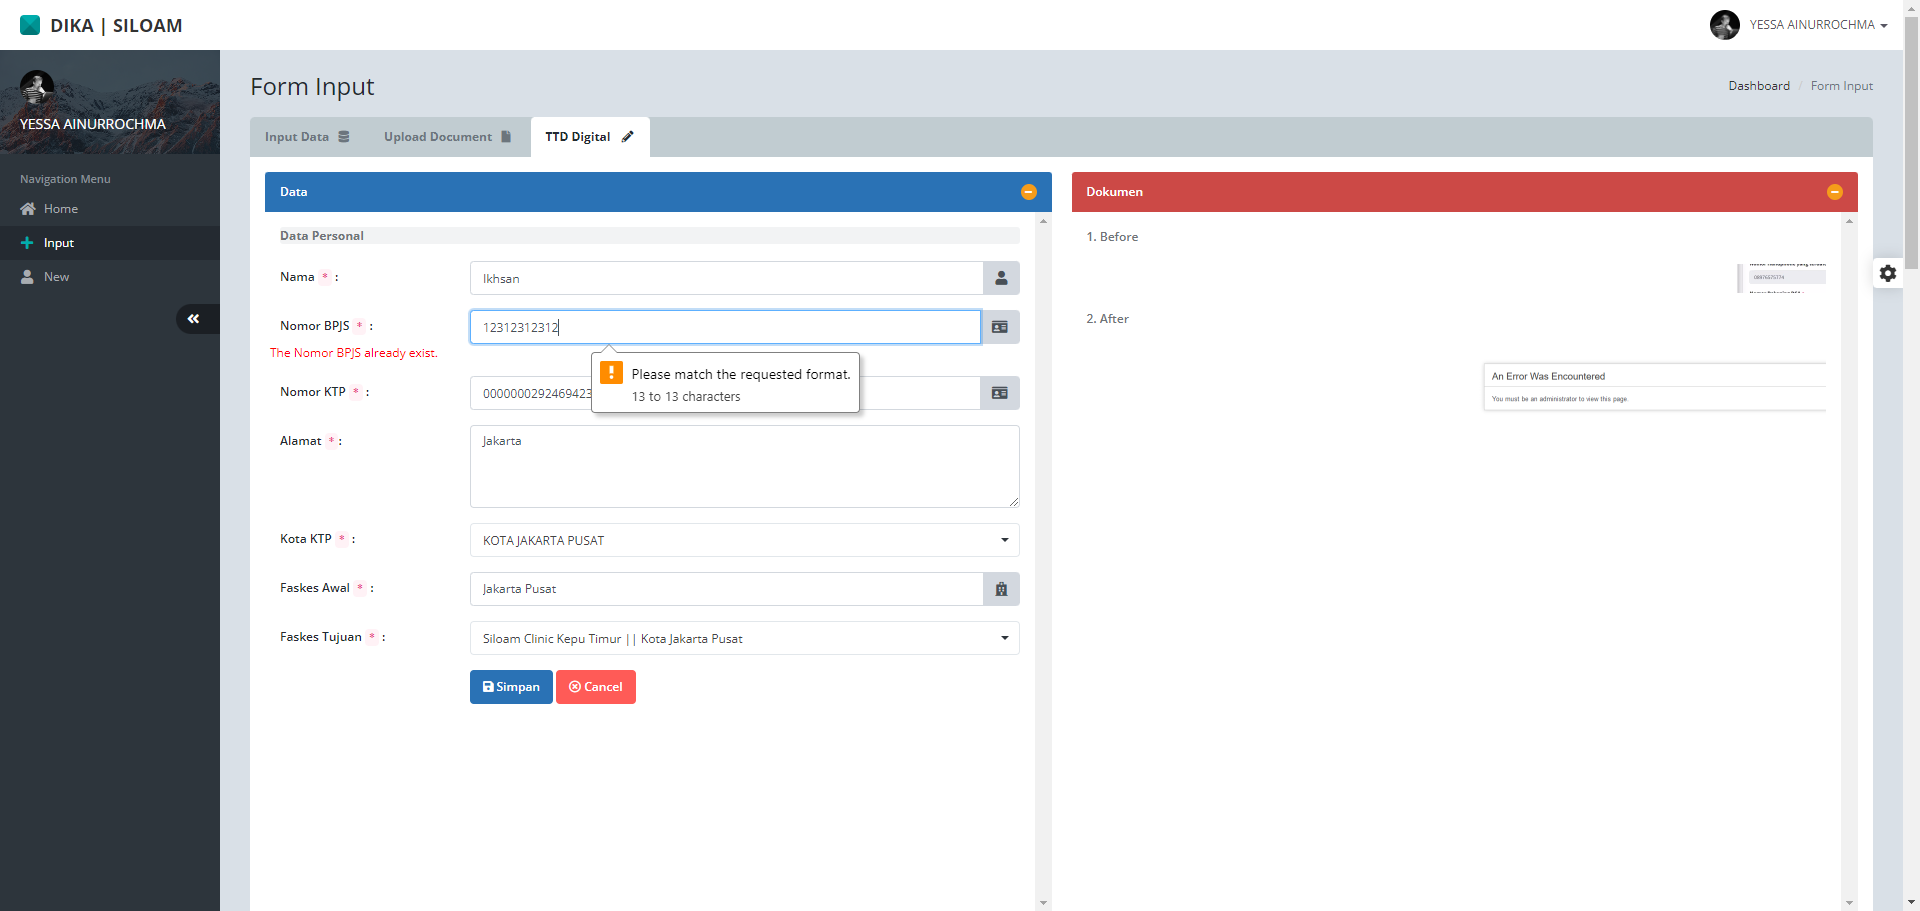 DIKA | SILOAM
YESSA AINURROCHMA
YESSA AINURROCHMA
Navigation Menu
Home
Input
New
Form Input
Dashboard / Form Input
Input Data
Upload Document
TTD Digital
Data
Data Personal
Nama * :
Ikhsan
Nomor BPJS * :
12312312312
The Nomor BPJS already exist.
Please match the requested format.
13 to 13 characters
Nomor KTP * :
0000000292469423
Alamat * :
Jakarta
Kota KTP * :
KOTA JAKARTA PUSAT
Faskes Awal * :
Jakarta Pusat
Faskes Tujuan * :
Siloam Clinic Kepu Timur || Kota Jakarta Pusat
Simpan
Cancel
Dokumen
1. Before
2. After
An Error Was Encountered
You must be an administrator to view this page.